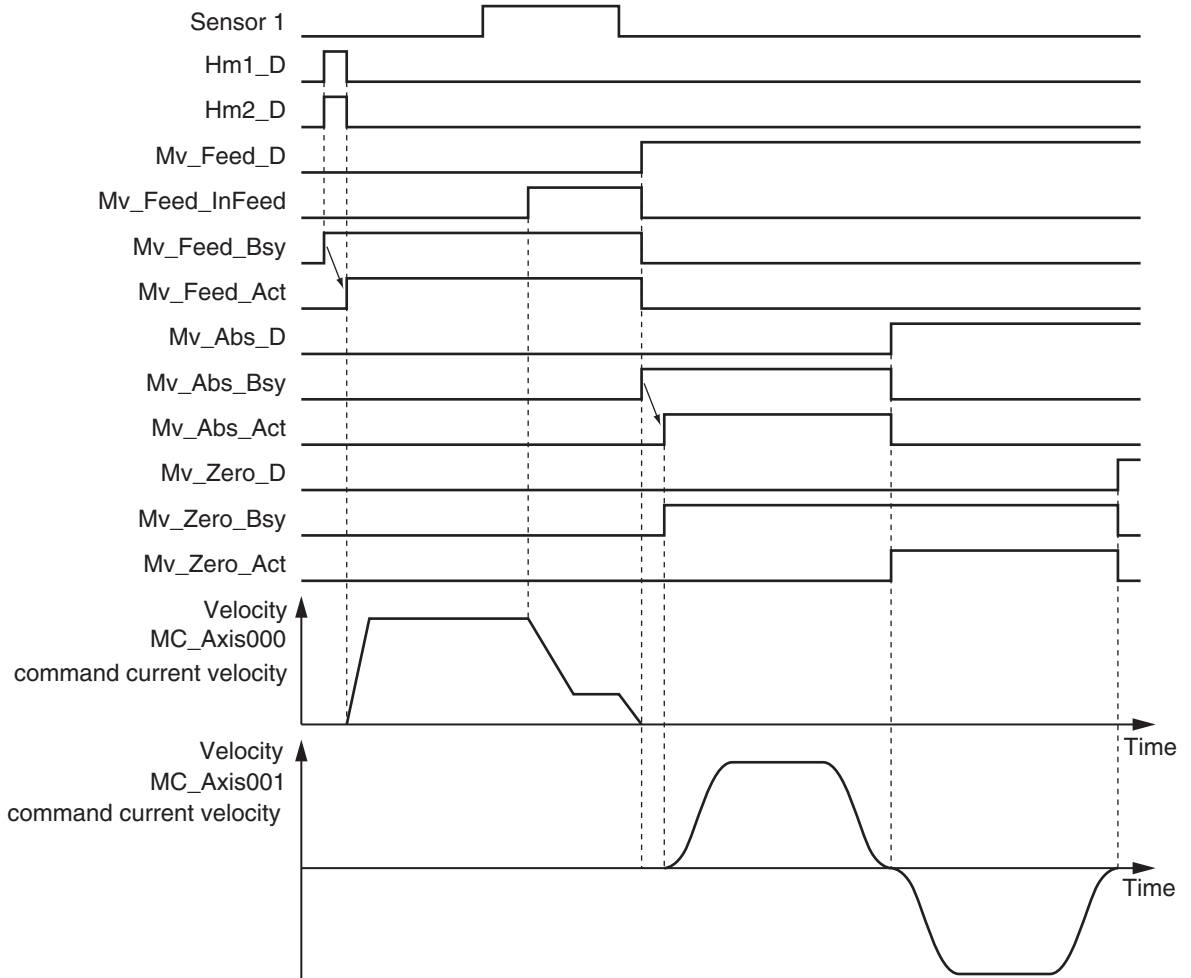 Sensor 1
Hm1_D
Hm2_D
Mv_Feed_D
Mv_Feed_InFeed
Mv_Feed_Bsy
Mv_Feed_Act
Mv_Abs_D
Mv_Abs_Bsy
Mv_Abs_Act
Mv_Zero_D
Mv_Zero_Bsy
Mv_Zero_Act
Velocity
MC_Axis000
command current velocity
Time
Velocity
MC_Axis001
command current velocity
Time